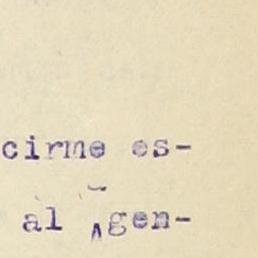 cirme es-
al gen-